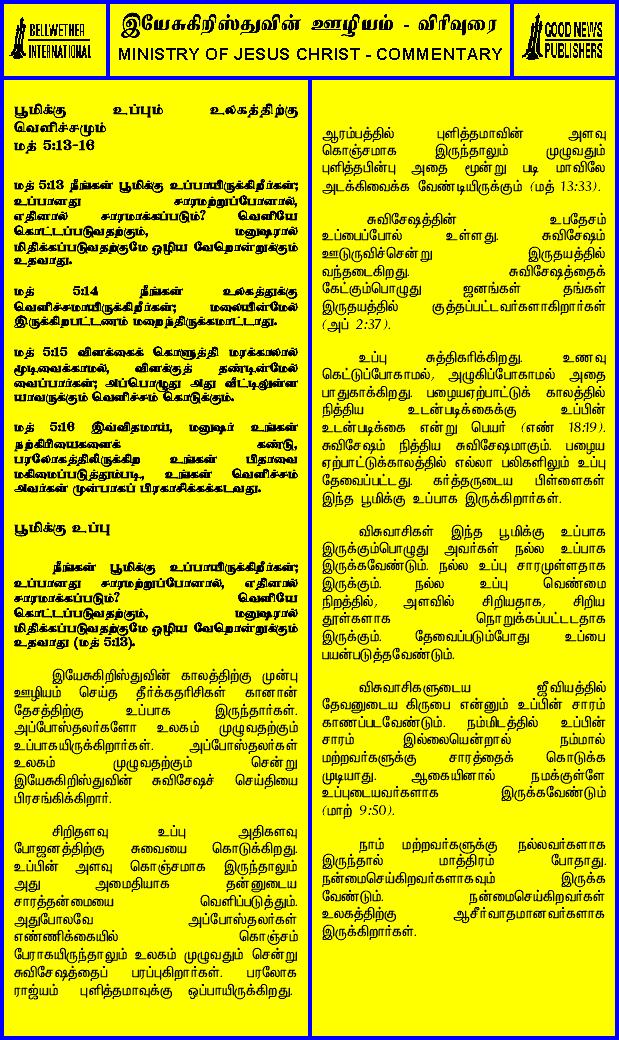 BELLWETHER
INTERNATIONAL
இயேசுகிறிஸ்துவின் ஊழியம் - விரிவுரை
MINISTRY OF JESUS CHRIST - COMMENTARY
GOOD NEWS
PUBLISHERS
பூமிக்கு உப்பும் உலகத்திற்கு
வெளிச்சமும்
மத் 5:13-16
மத் 5:13 நீங்கள் பூமிக்கு உப்பாயிருக்கிறீர்கள்;
உப்பானது சாரமற்றுப்போனால்,
எதினால் சாரமாக்கப்படும்? வெளியே
கொட்டப்படுவதற்கும், மனுஷரால்
மிதிக்கப்படுவதற்குமே ஒழிய வேறொன்றுக்கும்
உதவாது.
மத் 5:14 நீங்கள் உலகத்துக்கு
வெளிச்சமாயிருக்கிறீர்கள்; மலையின்மேல்
இருக்கிறபட்டணம் மறைந்திருக்கமாட்டாது.
மத் 5:15 விளக்கைக் கொளுத்தி மரக்காலால்
மூடிவைக்காமல், விளக்குத் தண்டின்மேல்
வைப்பார்கள்; அப்பொழுது அது வீட்டிலுள்ள
யாவருக்கும் வெளிச்சம் கொடுக்கும்.
மத் 5:16 இவ்விதமாய், மனுஷர் உங்கள்
நற்கிரியைகளைக் கண்டு,
பரலோகத்திலிருக்கிற உங்கள் பிதாவை
மகிமைப்படுத்தும்படி, உங்கள் வெளிச்சம்
அவர்கள் முன்பாகப் பிரகாசிக்கக்கடவது.
பூமிக்கு உப்பு
நீங்கள் பூமிக்கு உப்பாயிருக்கிறீர்கள்;
உப்பானது சாரமற்றுப்போனால், எதினால்
சாரமாக்கப்படும்? வெளியே
கொட்டப்படுவதற்கும், மனுஷரால்
மிதிக்கப்படுவதற்குமே ஒழிய வேறொன்றுக்கும்
உதவாது (மத் 5:13).
இயேசுகிறிஸ்துவின் காலத்திற்கு முன்பு
ஊழியம் செய்த தீர்க்கதரிசிகள் கானான்
தேசத்திற்கு உப்பாக இருந்தார்கள்.
அப்போஸ்தலர்களோ உலகம் முழுவதற்கும்
உப்பாகயிருக்கிறார்கள். அப்போஸ்தலர்கள்
உலகம் முழுவதற்கும் சென்று
இயேசுகிறிஸ்துவின் சுவிசேஷச் செய்தியை
பிரசங்கிக்கிறார்.
சிறிதளவு உப்பு அதிகளவு
போஜனத்திற்கு சுவையை கொடுக்கிறது.
உப்பின் அளவு கொஞ்சமாக இருந்தாலும்
அது அமைதியாக தன்னுடைய
சாரத்தன்மையை வெளிப்படுத்தும்.
அதுபோலவே அப்போஸ்தலர்கள்
எண்ணிக்கையில் கொஞ்சம்
பேராகயிருந்தாலும் உலகம் முழுவதும் சென்று
சுவிசேஷத்தைப் பரப்புகிறார்கள். பரலோக
ராஜ்யம் புளித்தமாவுக்கு ஒப்பாயிருக்கிறது.
ஆரம்பத்தில் புளித்தமாவின் அளவு
கொஞ்சமாக இருந்தாலும் முழுவதும்
புளித்தபின்பு அதை மூன்று படி மாவிலே
அடக்கிவைக்க வேண்டியிருக்கும் (மத் 13:33).
சுவிசேஷத்தின் உபதேசம்
உப்பைப்போல் உள்ளது. சுவிசேஷம்
ஊடுருவிச்சென்று இருதயத்தில்
வந்தடைகிறது. சுவிசேஷத்தைக்
கேட்கும்பொழுது ஜனங்கள் தங்கள்
இருதயத்தில் குத்தப்பட்டவர்களாகிறார்கள்
(அப் 2:37).
உப்பு சுத்திகரிக்கிறது. உணவு
கெட்டுப்போகாமல், அழுகிப்போகாமல் அதை
பாதுகாக்கிறது. பழையஏற்பாட்டுக் காலத்தில்
நித்திய உடன்படிக்கைக்கு உப்பின்
உடன்படிக்கை என்று பெயர் (எண் 18:19).
சுவிசேஷம் நித்திய சுவிசேஷமாகும். பழைய
ஏற்பாட்டுக்காலத்தில் எல்லா பலிகளிலும் உப்பு
தேவைப்பட்டது. கர்த்தருடைய பிள்ளைகள்
இந்த பூமிக்கு உப்பாக இருக்கிறார்கள்.
விசுவாசிகள் இந்த பூமிக்கு உப்பாக
இருக்கும்பொழுது அவர்கள் நல்ல உப்பாக
இருக்கவேண்டும். நல்ல உப்பு சாரமுள்ளதாக
இருக்கும். நல்ல உப்பு வெண்மை
நிறத்தில், அளவில் சிறியதாக, சிறிய
தூள்களாக நொறுக்கப்பட்டடதாக
இருக்கும். தேவைப்படும்போது உப்பை
பயன்படுத்தவேண்டும்.
விசுவாசிகளுடைய ஜீவியத்தில்
தேவனுடைய கிருபை என்னும் உப்பின் சாரம்
காணப்படவேண்டும். நம்மிடத்தில் உப்பின்
சாரம் இல்லையென்றால் நம்மால்
மற்றவர்களுக்கு சாரத்தைக் கொடுக்க
முடியாது. ஆகையினால் நமக்குள்ளே
உப்புடையவர்களாக இருக்கவேண்டும்
(மாற் 9:50).
நாம் மற்றவர்களுக்கு நல்லவர்களாக
இருந்தால் மாத்திரம் போதாது.
நன்மைசெய்கிறவர்களாகவும் இருக்க
வேண்டும். நன்மைசெய்கிறவர்கள்
உலகத்திற்கு ஆசீர்வாதமானவர்களாக
இருக்கிறார்கள்.